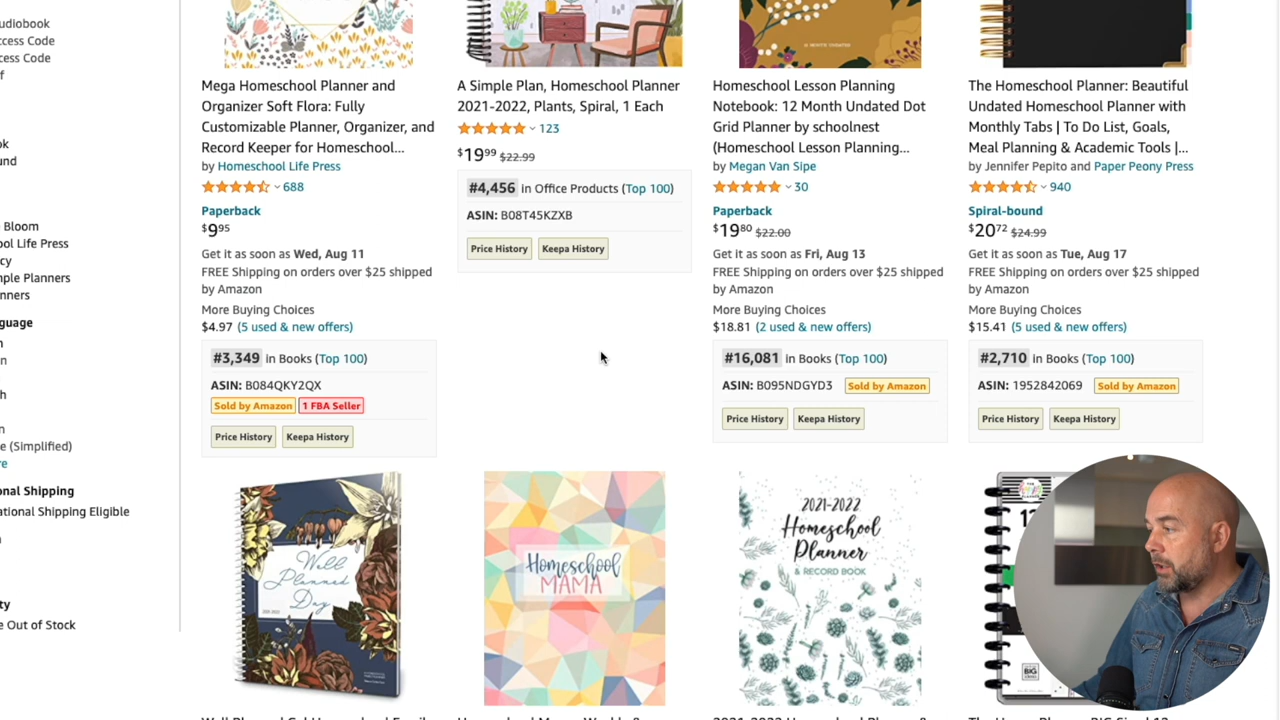 udiobook
ccess Code
ccess Code
f
ok
und
Bloom
ool Life Press
cy
mple Planners
nners
guage
n
n
h
n
e (Simplified)
re
onal Shipping
ational Shipping Eligible
n
ty
e Out of Stock
12 MONTH UNDATED
Mega Homeschool Planner and
Organizer Soft Flora: Fully
Customizable Planner, Organizer, and
Record Keeper for Homeschool...
by Homeschool Life Press
688
Paperback
$9.95
Get it as soon as Wed, Aug 11
FREE Shipping on orders over $25 shipped
by Amazon
More Buying Choices
$4.97 (5 used & new offers)
#3,349 in Books (Top 100)
ASIN: B084QKY2QX
Sold by Amazon 1 FBA Seller
Price History Keepa History
A Simple Plan, Homeschool Planner
2021-2022, Plants, Spiral, 1 Each
123
$19.99 $22.99
#4,456 in Office Products (Top 100)
ASIN: B08T45KZXB
Price History Keepa History
Homeschool Lesson Planning
Notebook: 12 Month Undated Dot
Grid Planner by schoolnest
(Homeschool Lesson Planning...
by Megan Van Sipe
30
Paperback
$19.80 $22.00
Get it as soon as Fri, Aug 13
FREE Shipping on orders over $25 shipped
by Amazon
More Buying Choices
$18.81 (2 used & new offers)
#16,081 in Books (Top 100)
ASIN: B095NDGYD3 Sold by Amazon
Price History Keepa History
The Homeschool Planner: Beautiful
Undated Homeschool Planner with
Monthly Tabs | To Do List, Goals,
Meal Planning & Academic Tools |...
by Jennifer Pepito and Paper Peony Press
940
Spiral-bound
$20.72 $24.99
Get it as soon as Tue, Aug 17
FREE Shipping on orders over $25 shipped
by Amazon
More Buying Choices
$15.41 (5 used & new offers)
#2,710 in Books (Top 100)
ASIN: 1952842069 Sold by Amazon
Price History Keepa History
Well
Planned
Day
Homeschool
MAMA
2021-2022
Homeschool
Planner
& RECORD BOOK
BIG